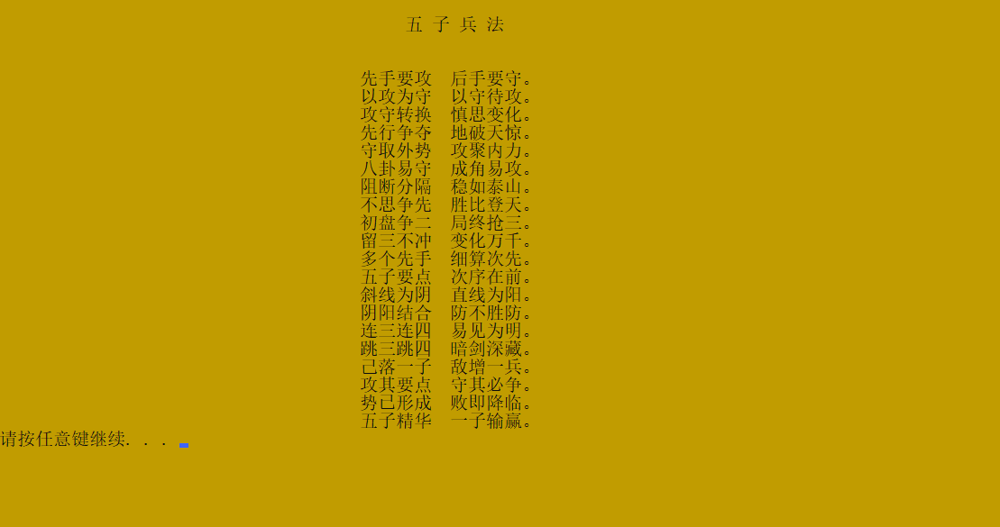 五 子 兵 法
先手要攻　后手要守。
以攻为守　以守待攻。
攻守转换　慎思变化。
先行争夺　地破天惊。
守取外势　攻聚内力。
八卦易守　成角易攻。
阻断分隔　稳如泰山。
不思争先　胜比登天。
初盘争二　局终抢三。
留三不冲　变化万千。
多个先手　细算次先。
五子要点　次序在前。
斜线为阴　直线为阳。
阴阳结合　防不胜防。
连三连四　易见为明。
跳三跳四　暗剑深藏。
己落一子　敌增一兵。
攻其要点　守其必争。
势已形成　败即降临。
五子精华　一子输赢。
请按任意键继续. . .